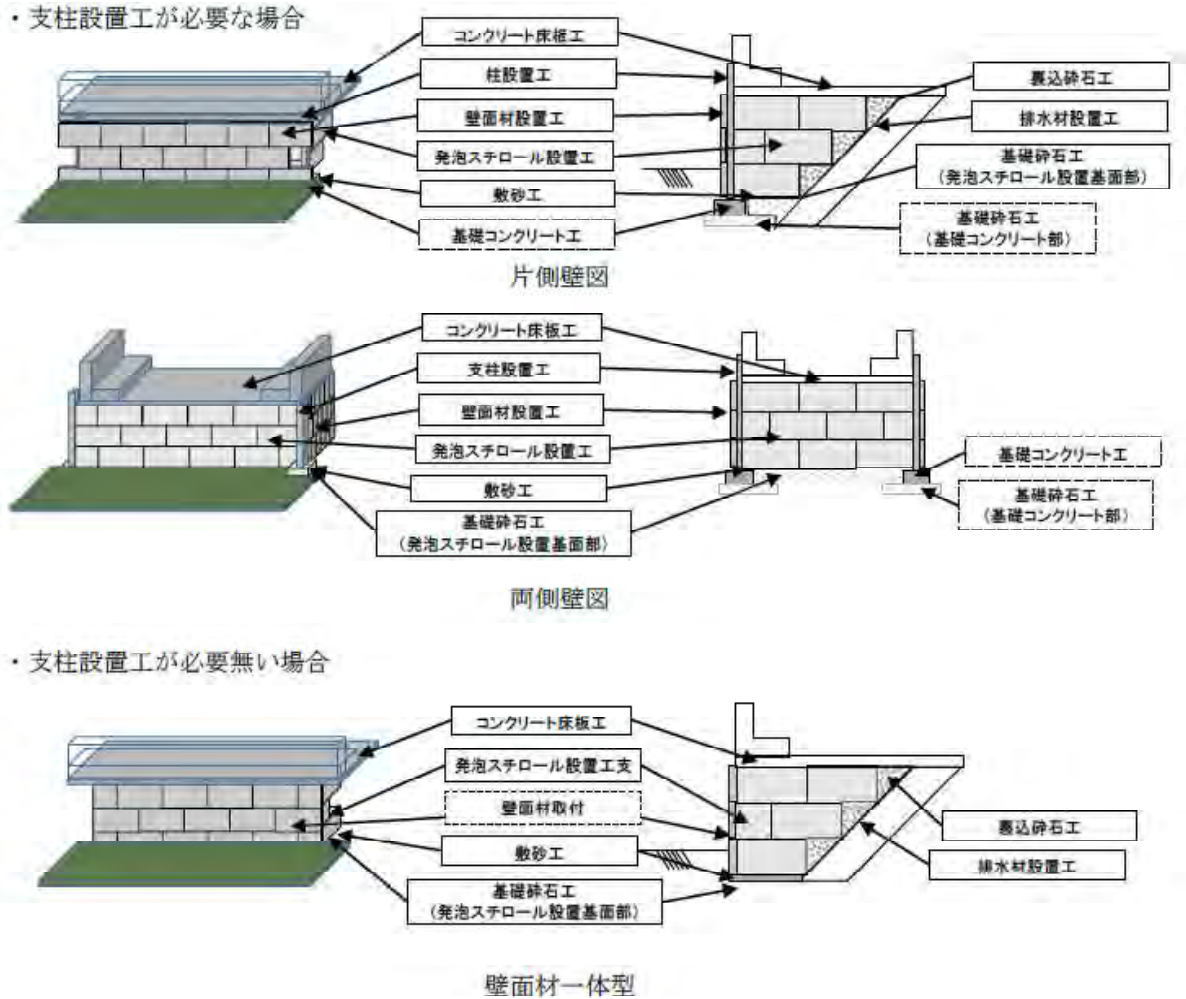 ・支柱設置工が必要な場合
コンクリート床板工
柱設置工
壁面材設置工
発泡スチロール設置工
敷砂工
基礎コンクリート工
裏込砕石工
排水材設置工
基礎砕石工
(発泡スチロール設置基面部)
基礎砕石工
(基礎コンクリート部)
片側壁図
コンクリート床板工
支柱設置工
壁面材設置工
発泡スチロール設置工
敷砂工
基礎砕石工
(発泡スチロール設置基面部)
基礎コンクリート工
基礎砕石工
(基礎コンクリート部)
両側壁図
・支柱設置工が必要無い場合
コンクリート床板工
発泡スチロール設置工支
壁面材取付
敷砂工
基礎砕石工
(発泡スチロール設置基面部)
裏込砕石工
排水材設置工
壁面材一体型